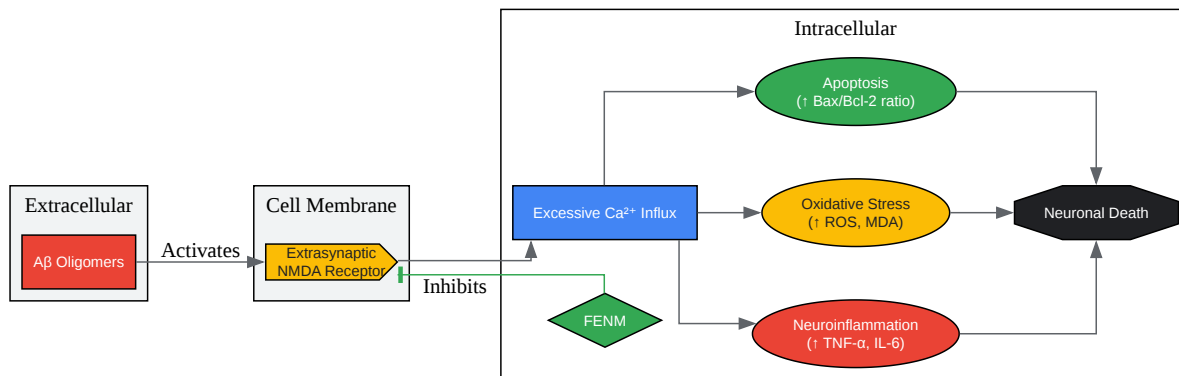 Intracellular
Apoptosis
(↑ Bax/Bcl-2 ratio)
Extracellular
Aβ Oligomers
Activates
Cell Membrane
Extrasynaptic
NMDA Receptor
Inhibits
Excessive Ca²⁺ Influx
FENM
Oxidative Stress
(↑ ROS, MDA)
Neuroinflammation
(↑ TNF-α, IL-6)
Neuronal Death